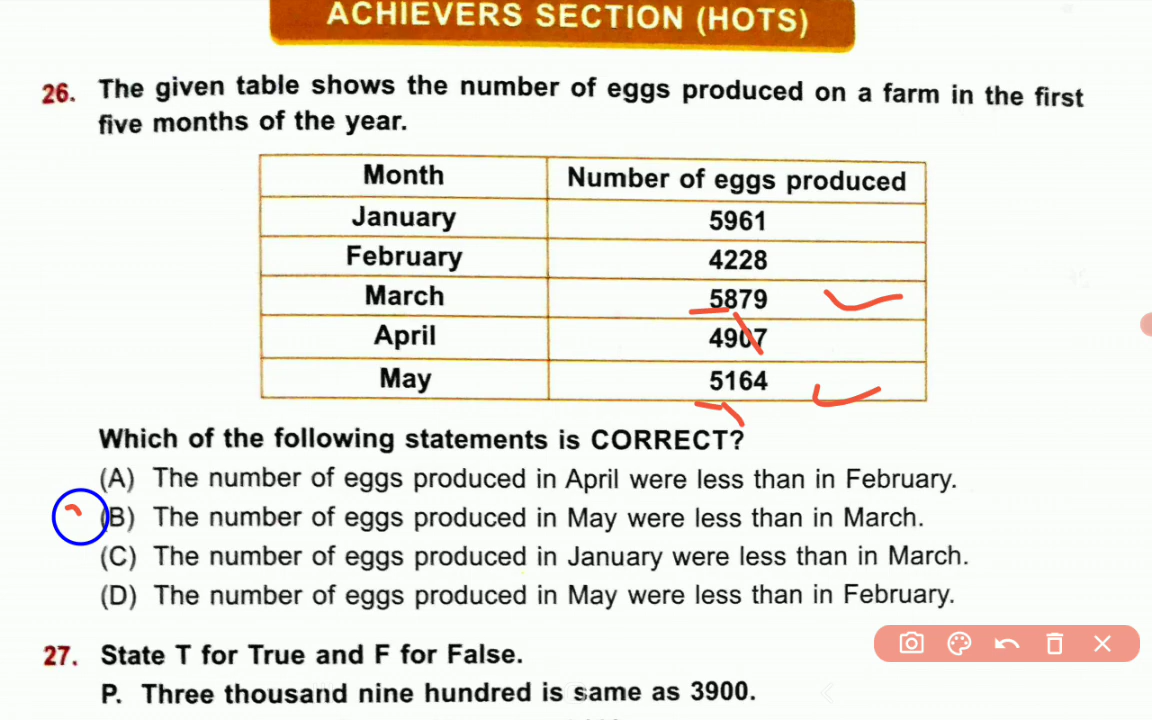 ACHIEVERS SECTION (HOTS)
26. The given table shows the number of eggs produced on a farm in the first
five months of the year.
Month Number of eggs produced
January 5961
February 4228
March 5879
April 4907
May 5164
Which of the following statements is CORRECT?
(A) The number of eggs produced in April were less than in February.
(B) The number of eggs produced in May were less than in March.
(C) The number of eggs produced in January were less than in March.
(D) The number of eggs produced in May were less than in February.
27. State T for True and F for False.
P. Three thousand nine hundred is same as 3900.